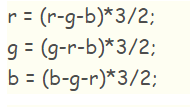 r = (r-g-b)*3/2;
g = (g-r-b)*3/2;
b = (b-g-r)*3/2;